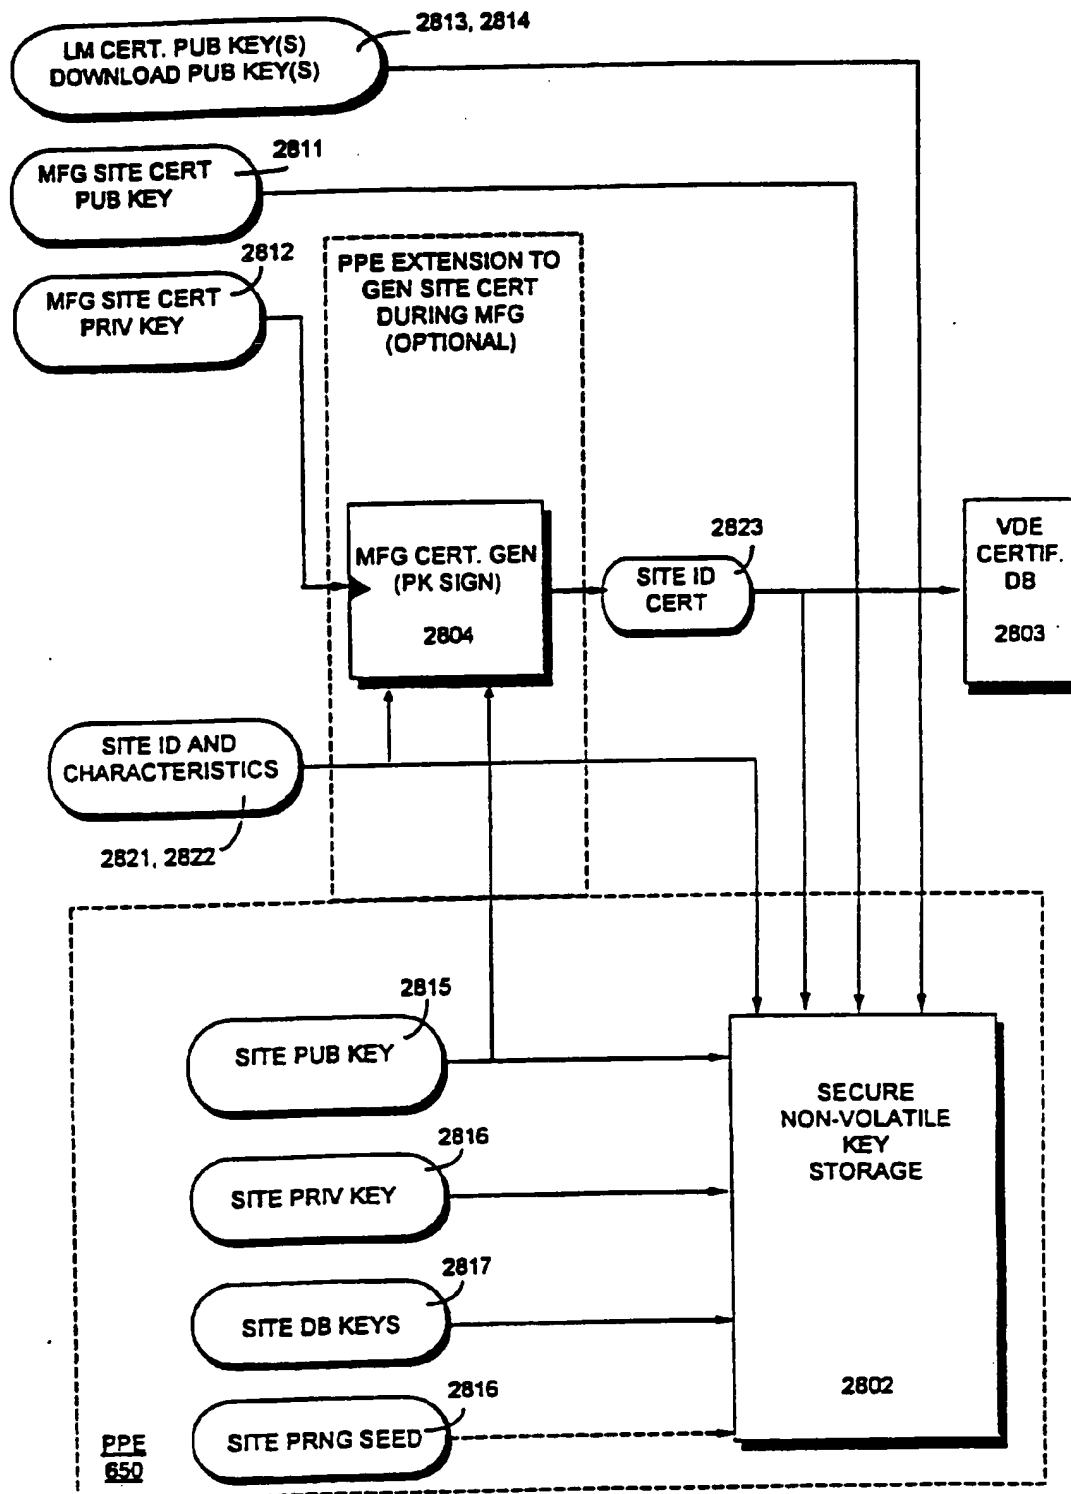 2813, 2814
LM CERT. PUB KEY(S)
DOWNLOAD PUB KEY(S)
2811
MFG SITE CERT
PUB KEY
2812
MFG SITE CERT
PRIV KEY
PPE EXTENSION TO
GEN SITE CERT
DURING MFG
(OPTIONAL)
MFG CERT. GEN
(PK SIGN)
2804
2823
SITE ID
CERT
VDE
CERTIF.
DB
2803
SITE ID AND
CHARACTERISTICS
2821, 2822
2815
SITE PUB KEY
2816
SITE PRIV KEY
2817
SITE DB KEYS
2816
SITE PRNG SEED
SECURE
NON-VOLATILE
KEY
STORAGE
2802
PPE
650